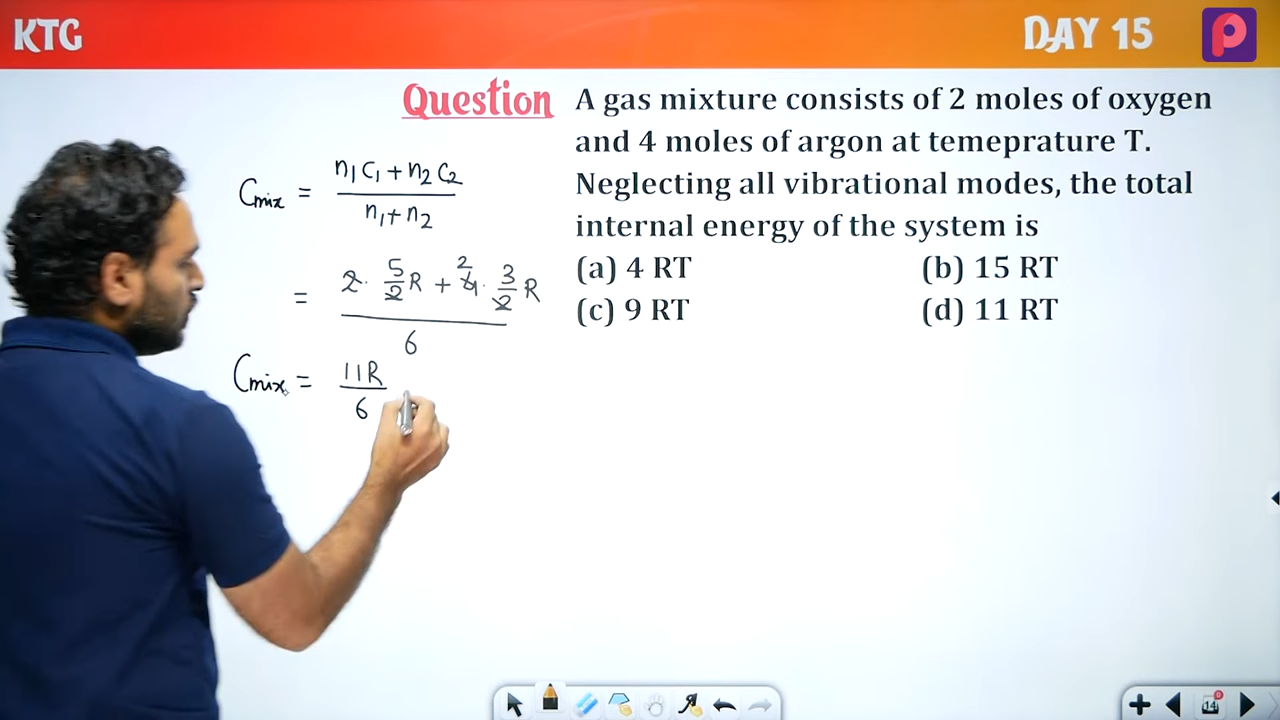 KTG
DAY 15
Question
A gas mixture consists of 2 moles of oxygen
and 4 moles of argon at temeprature T.
Neglecting all vibrational modes, the total
internal energy of the system is
(a) 4 RT (b) 15 RT
(c) 9 RT (d) 11 RT
Cmix = n₁C₁ + n₂C₂ / n₁ + n₂
= 2 · 5/2 R + 2 4 · 3/2 R / 6
Cmix = 11R / 6
14